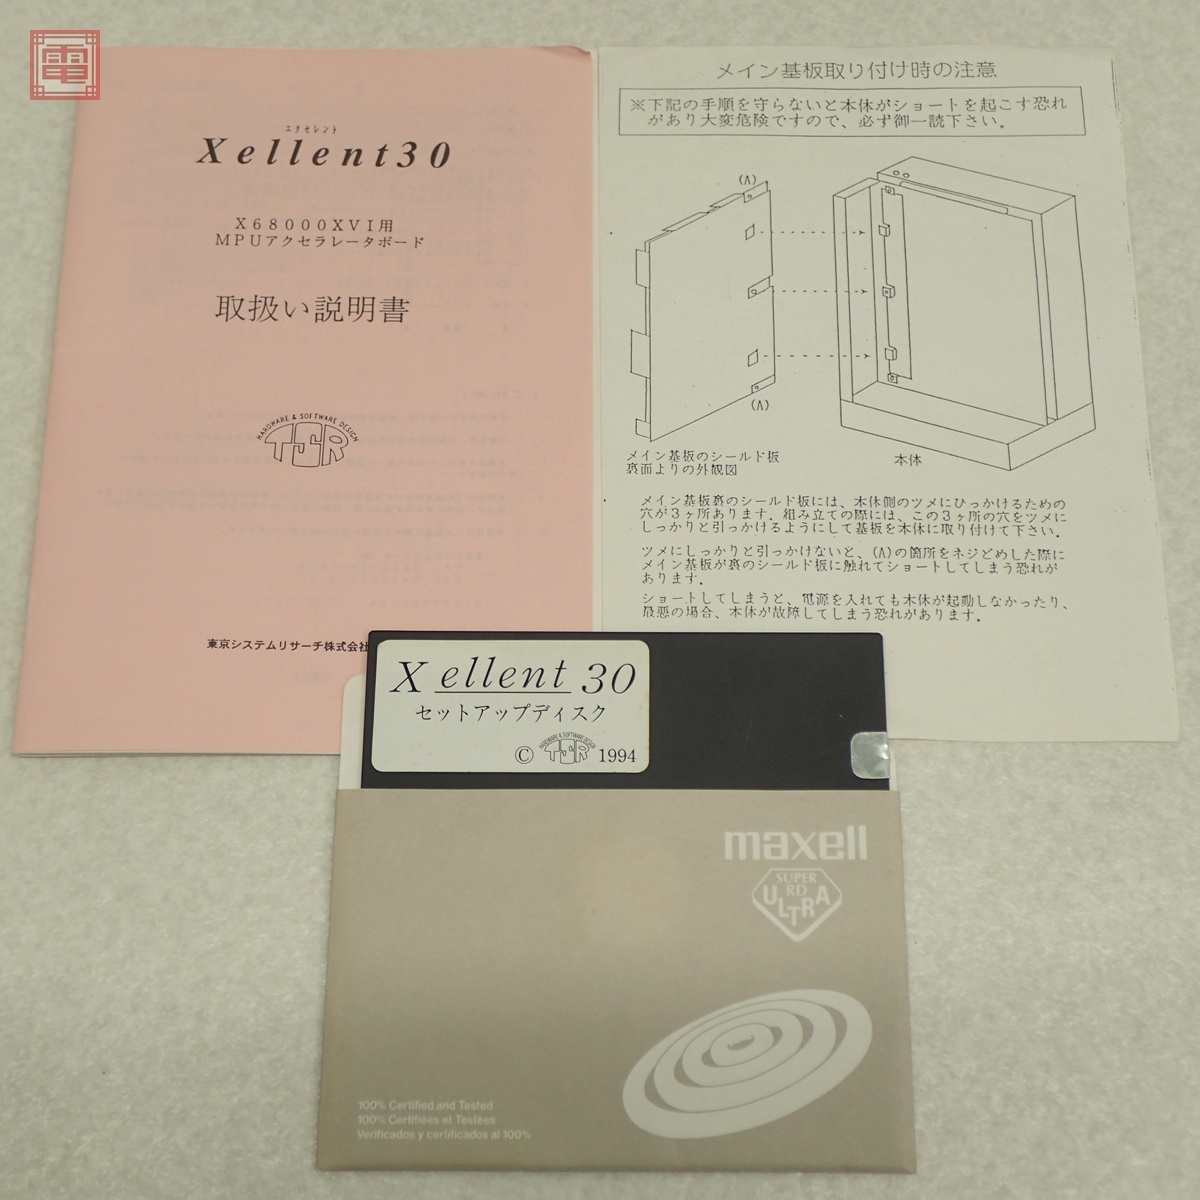 電
エクセレント
Xellent30
X68000XVI用
MPUアクセラレータボード
取扱い説明書
HARDWARE & SOFTWARE DESIGN
TSR
東京システムリサーチ株式会社
メイン基板取り付け時の注意
※下記の手順を守らないと本体がショートを起こす恐れ
があり大変危険ですので、必ず御一読下さい。
(A)
(A)
メイン基板のシールド板
裏面よりの外観図
本体
メイン基板裏のシールド板には、本体側のツメにひっかけるための
穴が3ヶ所あります。組み立ての際には、この3ヶ所の穴をツメに
しっかりと引っかけるようにして基板を本体に取り付けて下さい。
ツメにしっかりと引っかけないと、(A)の箇所をネジどめした際に
メイン基板が裏のシールド板に触れてショートしてしまう恐れが
あります。
ショートしてしまうと、電源を入れても本体が起動しなかったり、
最悪の場合、本体が故障してしまう恐れがあります。
Xellent 30
セットアップディスク
© HARDWARE & SOFTWARE DESIGN TSR 1994
maxell
SUPER
RD
ULTRA
100% Certified and Tested
100% Certifiées et Testées
Verificados y certificados al 100%